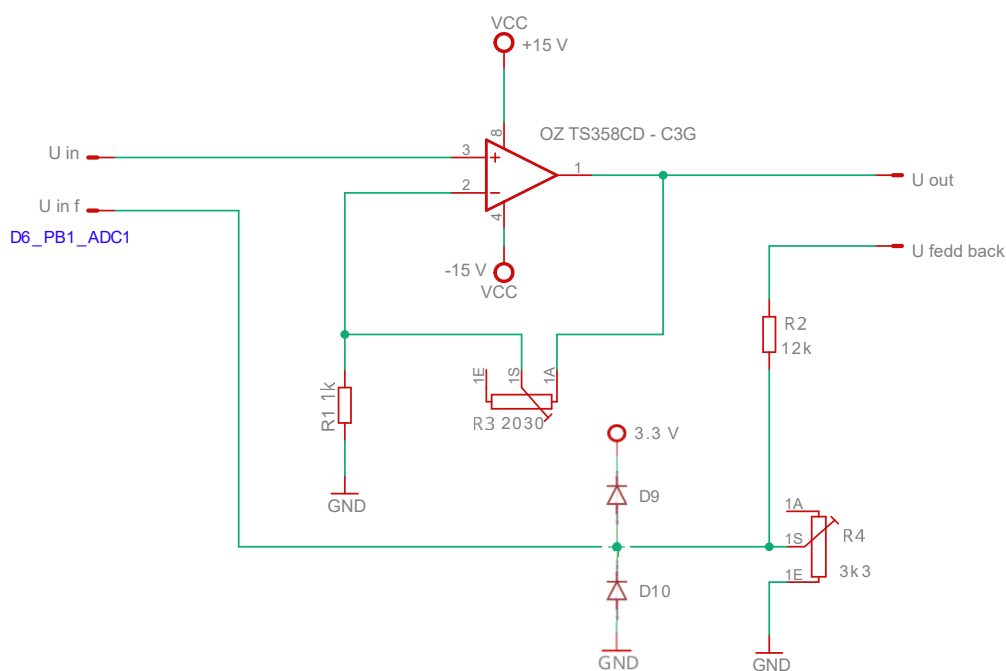 VCC
+15 V
OZ TS358CD - C3G
8
U in
3
+
1
2
−
U out
U in f
4
D6_PB1_ADC1
U fedd back
-15 V
VCC
R2
12k
1E
1S
1A
R1 1k
R3 2030
3.3 V
GND
D9
1A
1S
R4
1E
3k3
D10
GND
GND